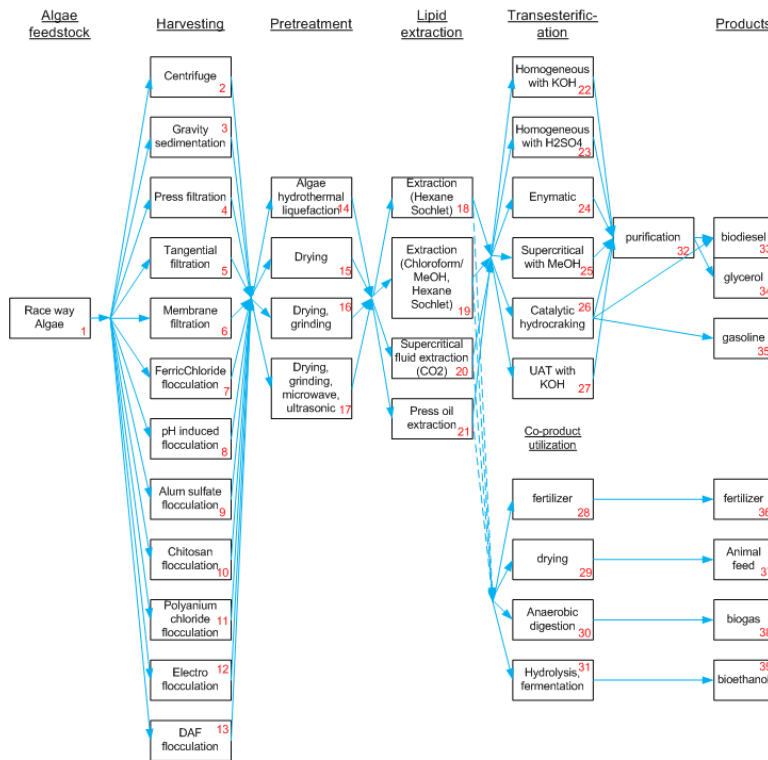 Algae
feedstock
Harvesting
Pretreatment
Lipid
extraction
Transesterific-
ation
Products
Race way
Algae
1
Centrifuge
2
Gravity
sedimentation
3
Press filtration
4
Tangential
filtration
5
Membrane
filtration
6
FerricChloride
flocculation
7
pH induced
flocculation
8
Alum sulfate
flocculation
9
Chitosan
flocculation
10
Polyanium
chloride
flocculation
11
Electro
flocculation
12
DAF
flocculation
13
Algae
hydrothermal
liquefaction
14
Drying
15
Drying,
grinding
16
Drying,
grinding,
microwave,
ultrasonic
17
Extraction
(Hexane
Sochlet)
18
Extraction
(Chloroform/
MeOH,
Hexane
Sochlet)
19
Supercritical
fluid extraction
(CO2)
20
Press oil
extraction
21
Homogeneous
with KOH
22
Homogeneous
with H2SO4
23
Enymatic
24
Supercritical
with MeOH
25
Catalytic
hydrocraking
26
UAT with
KOH
27
Co-product
utilization
fertilizer
28
drying
29
Anaerobic
digestion
30
Hydrolysis,
fermentation
31
purification
32
biodiesel
33
glycerol
34
gasoline
35
fertilizer
36
Animal
feed
biogas
38
bioethanol
39